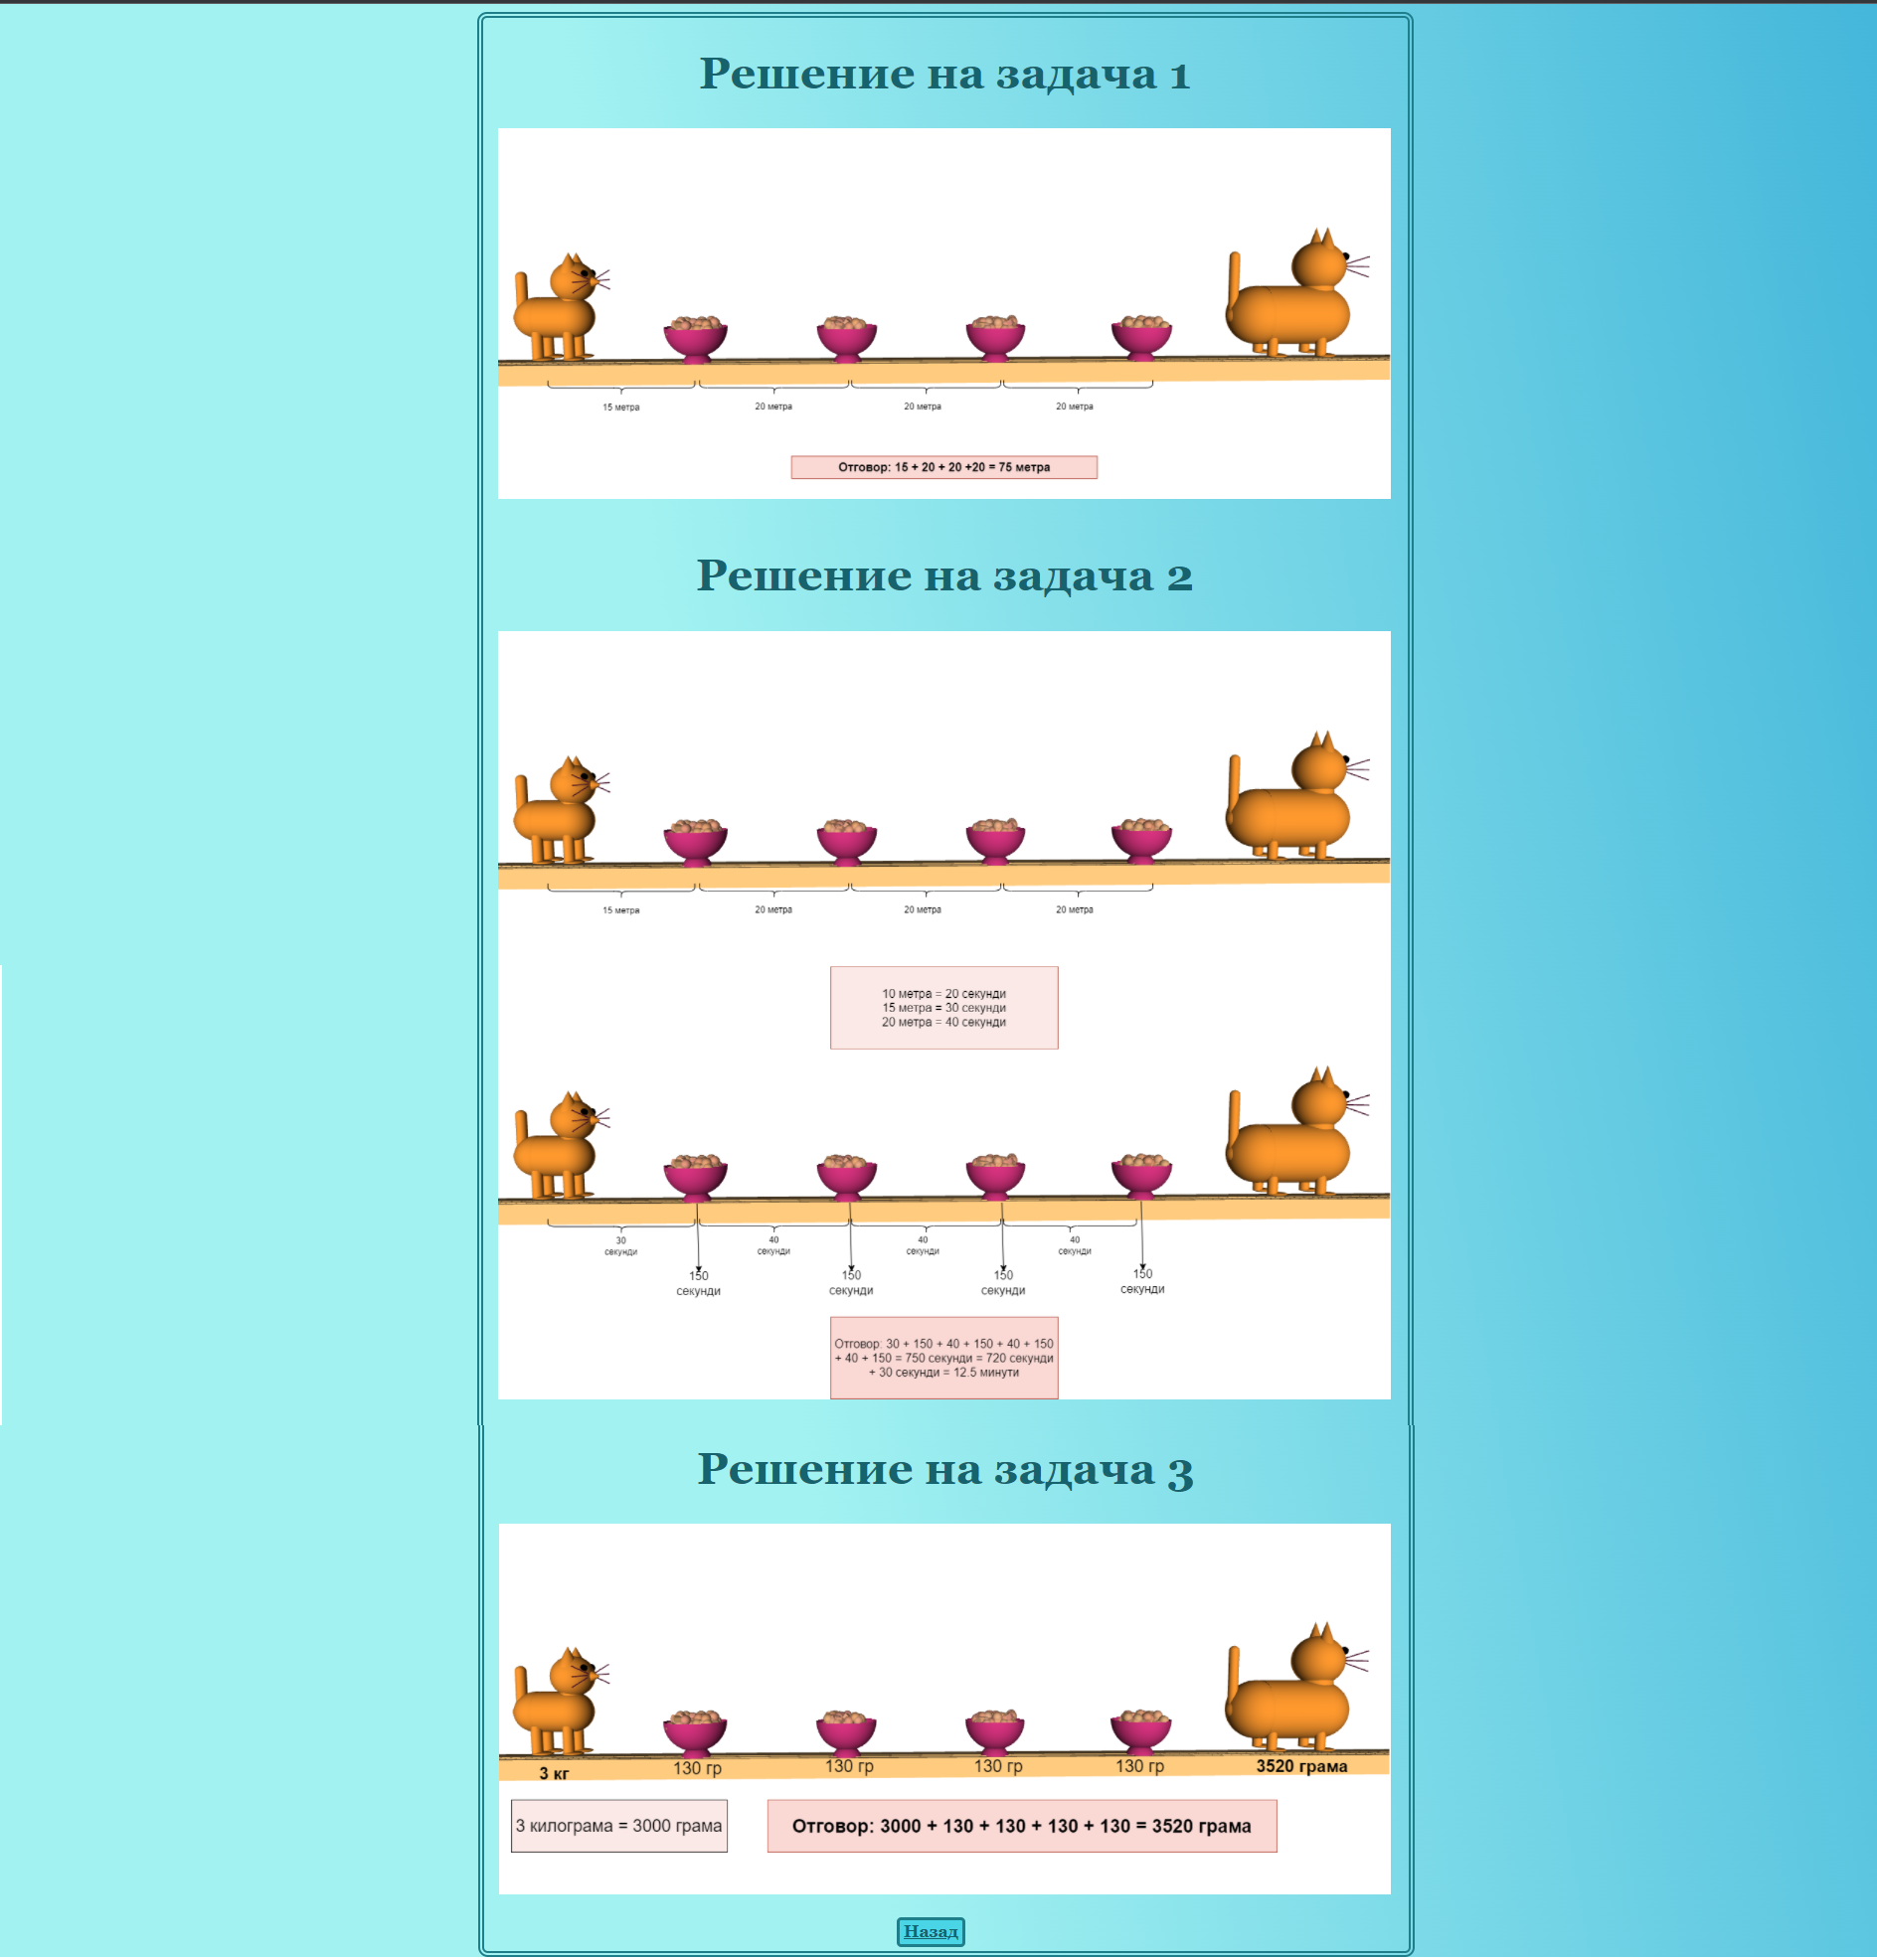 Решение на задача 1
15 метра
20 метра
20 метра
20 метра
Отговор: 15 + 20 + 20 +20 = 75 метра
Решение на задача 2
15 метра
20 метра
20 метра
20 метра
10 метра = 20 секунди
15 метра = 30 секунди
20 метра = 40 секунди
30
секунди
40
секунди
40
секунди
40
секунди
150
секунди
150
секунди
150
секунди
150
секунди
Отговор: 30 + 150 + 40 + 150 + 40 + 150
+ 40 + 150 = 750 секунди = 720 секунди
+ 30 секунди = 12.5 минути
Решение на задача 3
3 кг
130 гр
130 гр
130 гр
130 гр
3520 грама
3 килограма = 3000 грама
Отговор: 3000 + 130 + 130 + 130 + 130 = 3520 грама
Назад